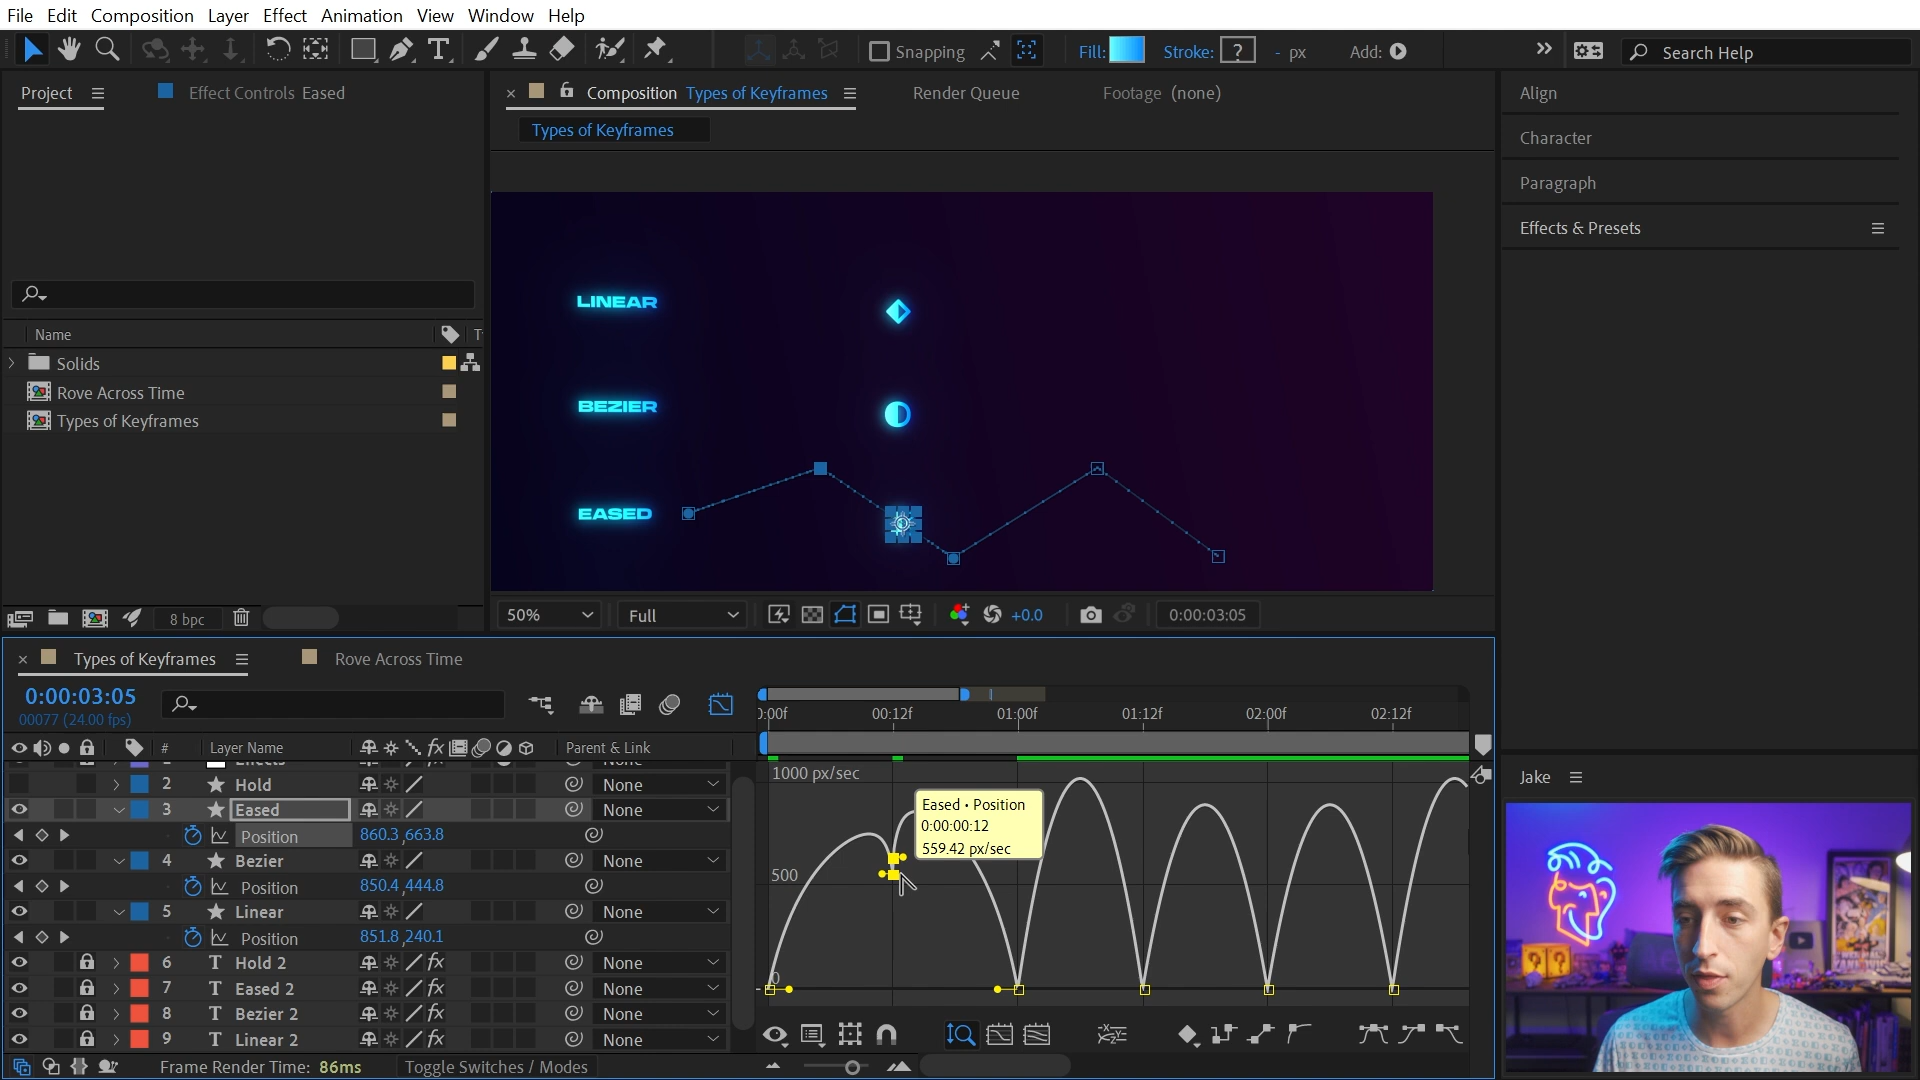 File Edit Composition Layer Effect Animation View Window Help
Snapping Fill: Stroke: ? - px Add: Search Help
Project Effect Controls Eased
× Composition Types of Keyframes Render Queue Footage (none)
Types of Keyframes
Align
Character
Paragraph
Effects & Presets
Name
Solids
Rove Across Time
Types of Keyframes
LINEAR
BEZIER
EASED
8 bpc
50% Full +0.0 0:00:03:05
× Types of Keyframes Rove Across Time
0:00:03:05
00077 (24.00 fps)
00f 00:12f 01:00f 01:12f 02:00f 02:12f
# Layer Name fx Parent & Link
2 Hold None
3 Eased None
Position 860.3,663.8
4 Bezier None
Position 850.4,444.8
5 Linear None
Position 851.8,240.1
6 T Hold 2 fx None
7 T Eased 2 fx None
8 T Bezier 2 fx None
9 T Linear 2 fx None
1000 px/sec
500
0
Eased • Position
0:00:00:12
559.42 px/sec
Frame Render Time: 86ms Toggle Switches / Modes
Jake